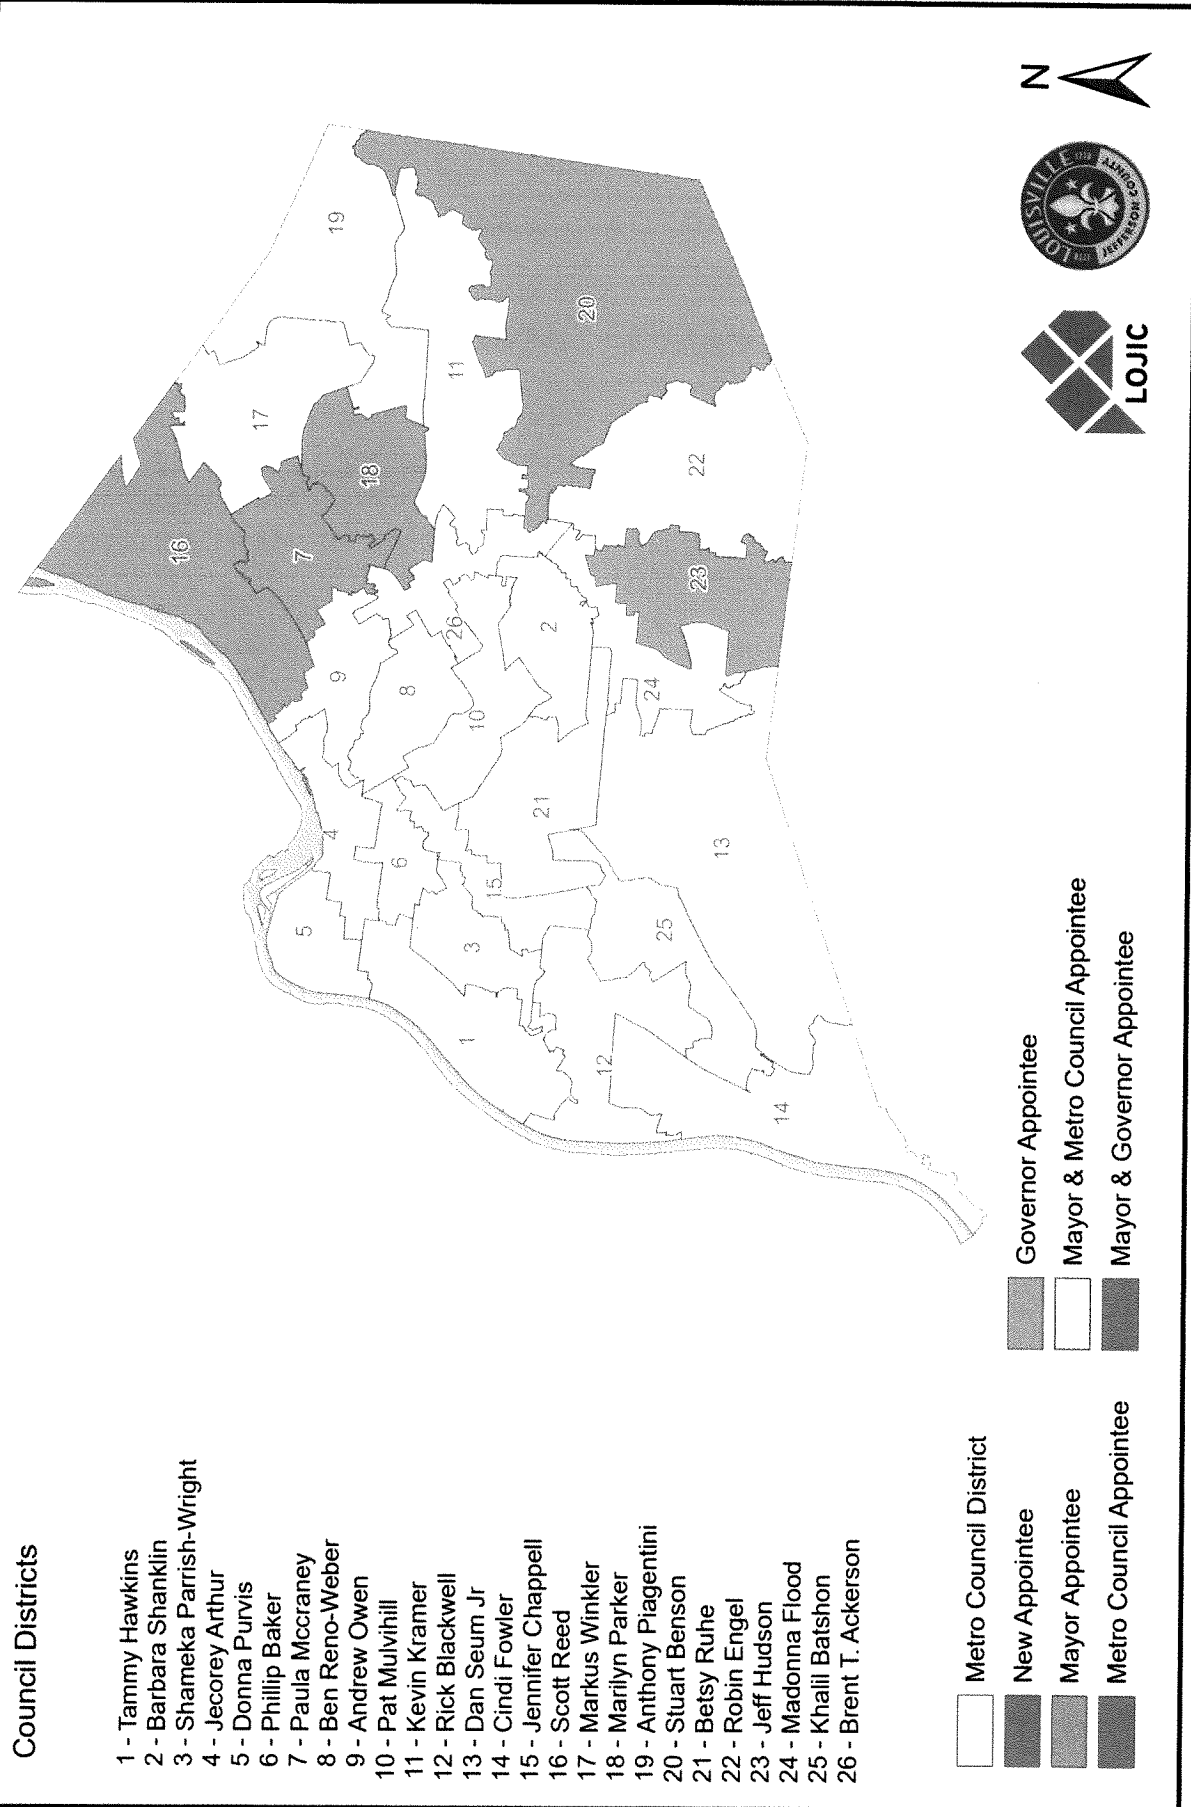 Council Districts
1 - Tammy Hawkins
2 - Barbara Shanklin
3 - Shameka Parrish-Wright
4 - Jecorey Arthur
5 - Donna Purvis
6 - Phillip Baker
7 - Paula Mccraney
8 - Ben Reno-Weber
9 - Andrew Owen
10 - Pat Mulvihill
11 - Kevin Kramer
12 - Rick Blackwell
13 - Dan Seum Jr
14 - Cindi Fowler
15 - Jennifer Chappell
16 - Scott Reed
17 - Markus Winkler
18 - Marilyn Parker
19 - Anthony Piagentini
20 - Stuart Benson
21 - Betsy Ruhe
22 - Robin Engel
23 - Jeff Hudson
24 - Madonna Flood
25 - Khalil Batshon
26 - Brent T. Ackerson
16
17
19
7
18
9
8
26
11
20
5
4
6
10
2
3
15
21
1
24
23
22
12
25
13
14
Metro Council District
New Appointee
Mayor Appointee
Metro Council Appointee
Governor Appointee
Mayor & Metro Council Appointee
Mayor & Governor Appointee
LOJIC
LOUISVILLE
1778
JEFFERSON COUNTY
N